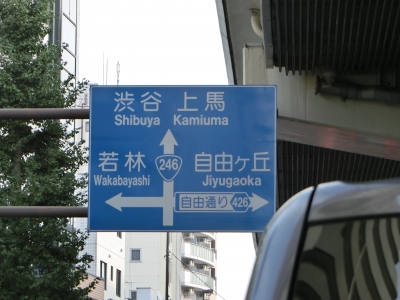 渋谷 上馬
Shibuya Kamiuma
246
若林 自由ヶ丘
Wakabayashi Jiyugaoka
自由通り 426